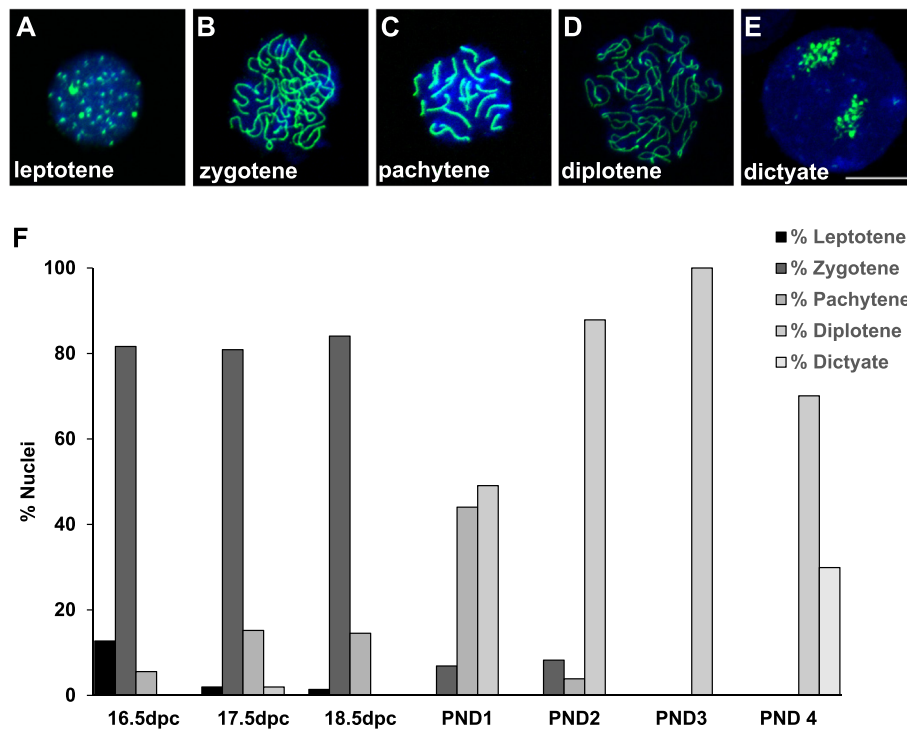 A B C D E
leptotene zygotene pachytene diplotene dictyate
F
% Leptotene
% Zygotene
% Pachytene
% Diplotene
% Dictyate
100
80
60
40
20
0
% Nuclei
16.5dpc 17.5dpc 18.5dpc PND1 PND2 PND3 PND 4